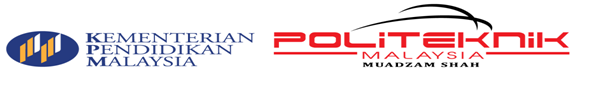 KEMENTERIAN
PENDIDIKAN
MALAYSIA
POLITEKNIK
MALAYSIA
MUADZAM SHAH